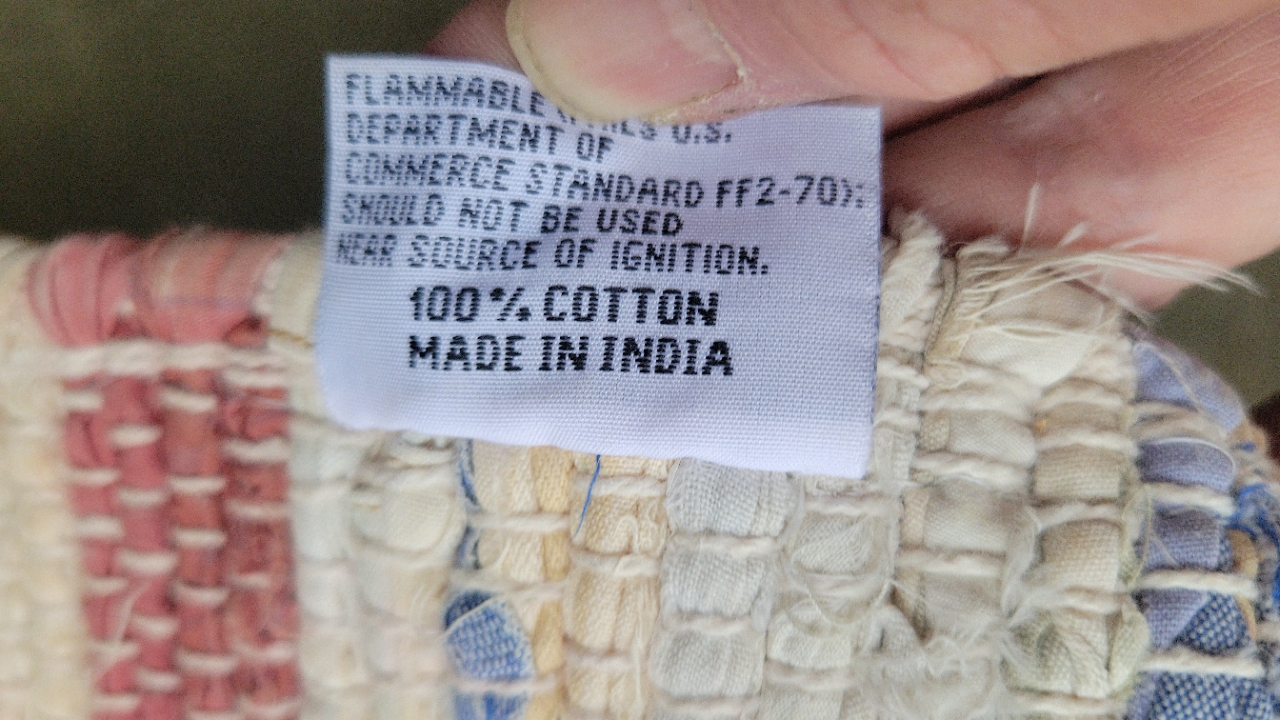 FLAMMABLE U.S.
DEPARTMENT OF
COMMERCE STANDARD FF2-70):
SHOULD NOT BE USED
NEAR SOURCE OF IGNITION.
100% COTTON
MADE IN INDIA